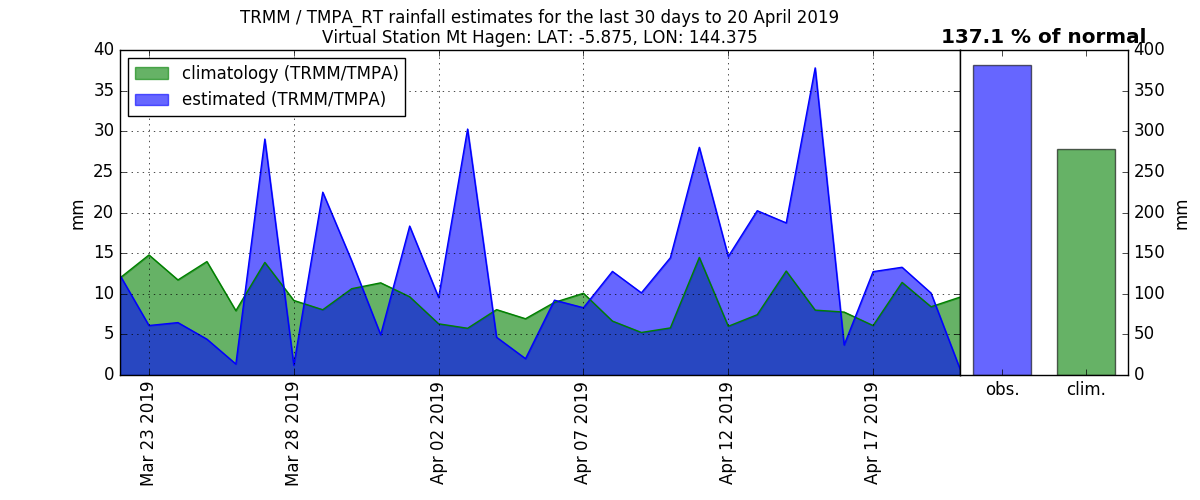 TRMM / TMPA_RT rainfall estimates for the last 30 days to 20 April 2019
Virtual Station Mt Hagen: LAT: -5.875, LON: 144.375
137.1 % of normal
climatology (TRMM/TMPA)
estimated (TRMM/TMPA)
mm
40
35
30
25
20
15
10
5
0
Mar 23 2019
Mar 28 2019
Apr 02 2019
Apr 07 2019
Apr 12 2019
Apr 17 2019
obs.
clim.
400
350
300
250
200
150
100
50
0
mm